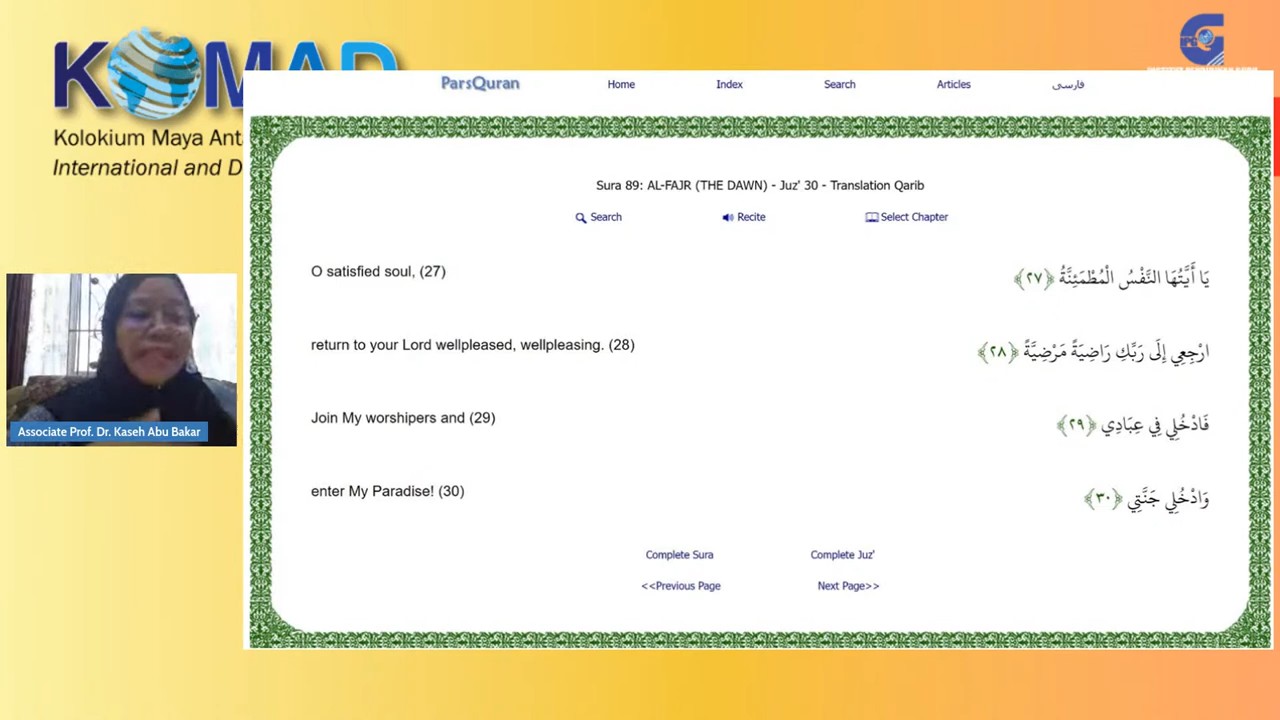 KOMAD
Kolokium Maya Ant
International and D
ParsQuran
Home
Index
Search
Articles
فارسی
Sura 89: AL-FAJR (THE DAWN) - Juz' 30 - Translation Qarib
Search
Recite
Select Chapter
O satisfied soul, (27)
يَا أَيَّتُهَا النَّفْسُ الْمُطْمَئِنَّةُ ﴿٢٧﴾
return to your Lord wellpleased, wellpleasing. (28)
ارْجِعِي إِلَى رَبِّكِ رَاضِيَةً مَرْضِيَّةً ﴿٢٨﴾
Join My worshipers and (29)
فَادْخُلِي فِي عِبَادِي ﴿٢٩﴾
enter My Paradise! (30)
وَادْخُلِي جَنَّتِي ﴿٣٠﴾
Complete Sura
Complete Juz'
<<Previous Page
Next Page>>
Associate Prof. Dr. Kaseh Abu Bakar